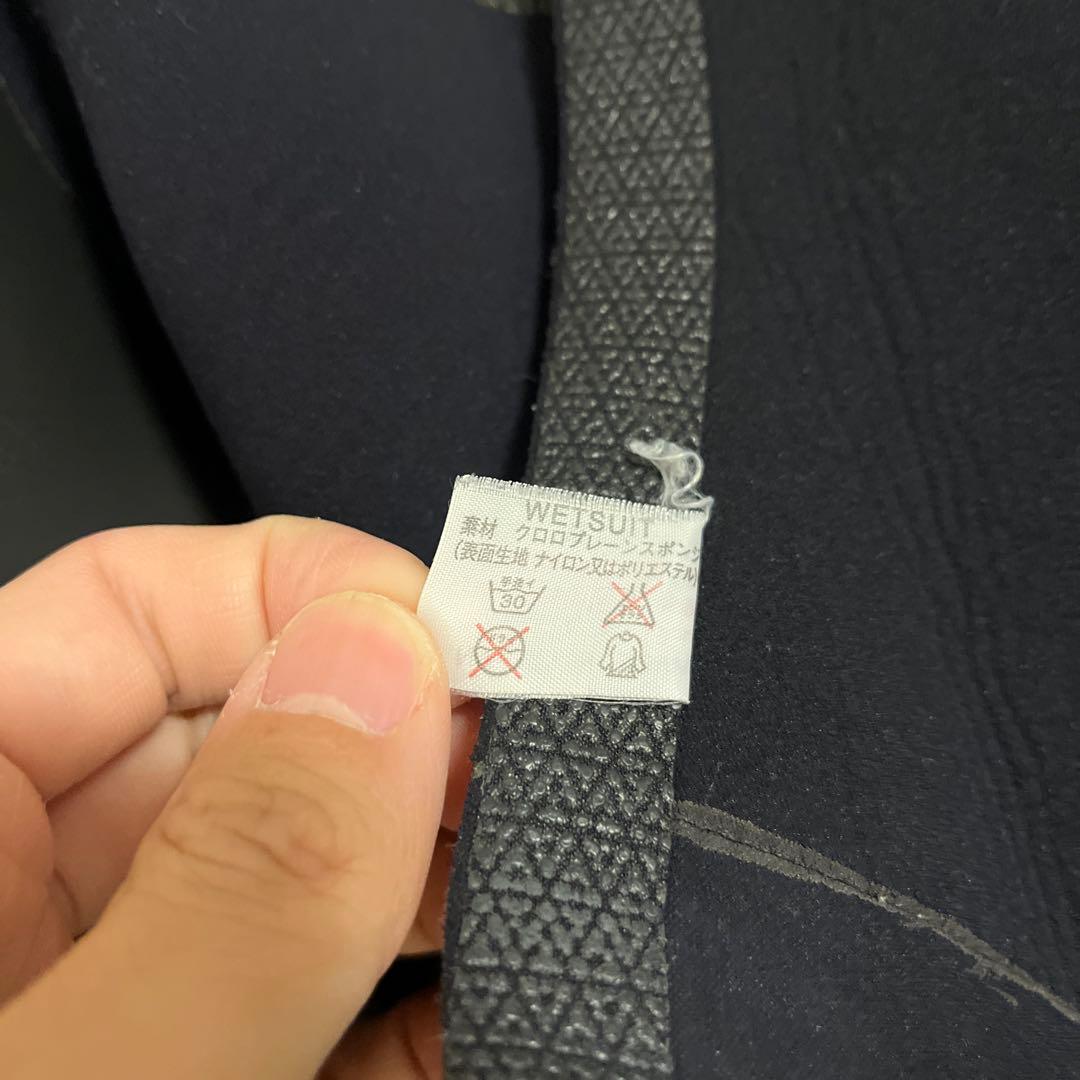 WETSUIT
素材 クロロプレーンスポンジ
(表面生地 ナイロン又はポリエステル)
手洗イ
30